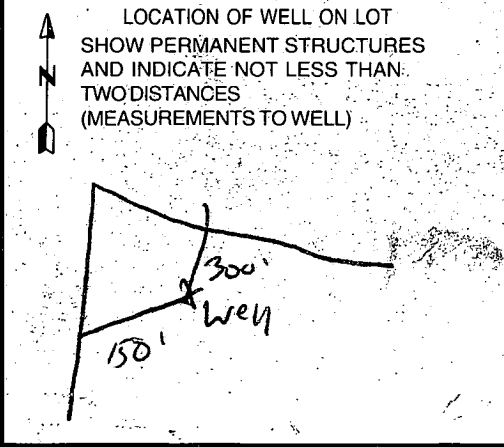 LOCATION OF WELL ON LOT
SHOW PERMANENT STRUCTURES
AND INDICATE NOT LESS THAN
TWO DISTANCES
(MEASUREMENTS TO WELL)
N
300'
Well
150'